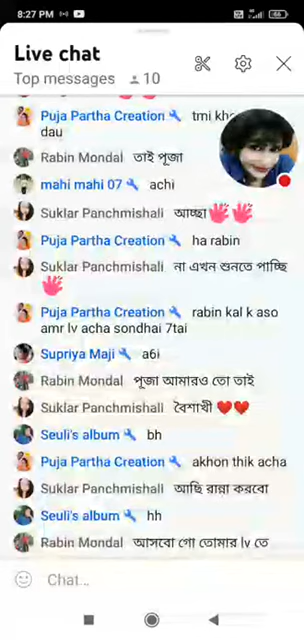 8:27 PM
Live chat
Top messages 10
Puja Partha Creation tmi kho
dau
Rabin Mondal তাই পূজা
mahi mahi 07 achi
Suklar Panchmishali আচ্ছা
Puja Partha Creation ha rabin
Suklar Panchmishali না এখন শুনতে পাচ্ছি
Puja Partha Creation rabin kal k aso
amr lv acha sondhai 7tai
Supriya Maji a6i
Rabin Mondal পূজা আমারও তো তাই
Suklar Panchmishali বৈশাখী ❤️❤️
Seuli's album bh
Puja Partha Creation akhon thik acha
Suklar Panchmishali আছি রান্না করবো
Seuli's album hh
Rabin Mondal আসবো গো তোমার lv তে
Chat...